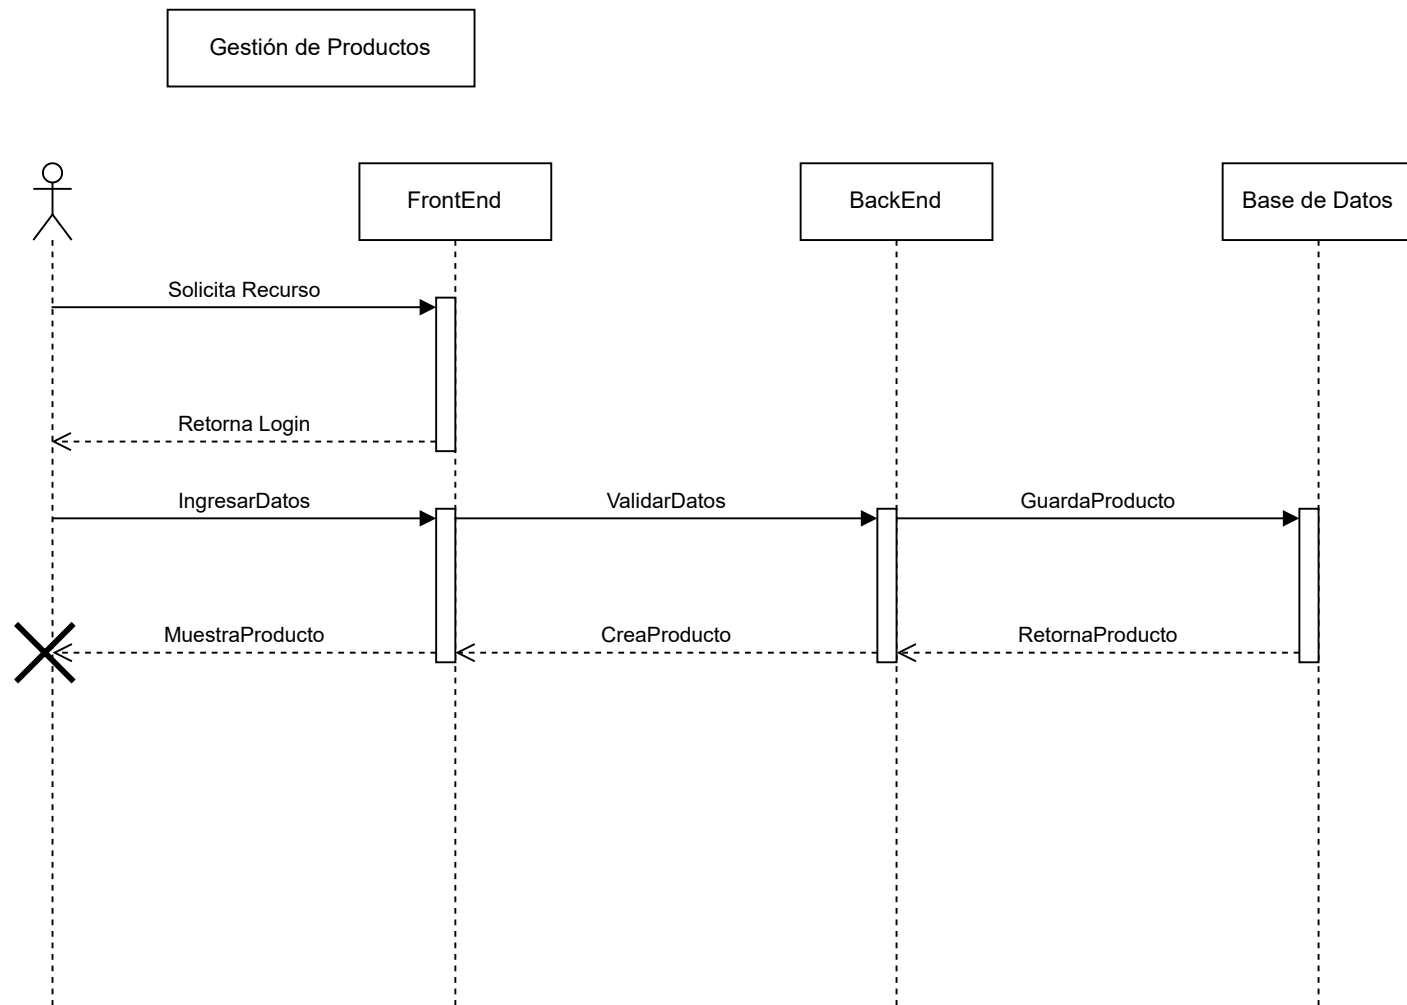 Gestión de Productos
FrontEnd
BackEnd
Base de Datos
Solicita Recurso
Retorna Login
IngresarDatos
ValidarDatos
GuardaProducto
MuestraProducto
CreaProducto
RetornaProducto